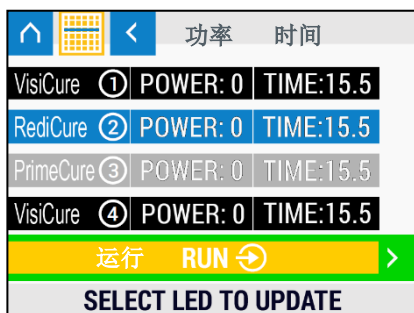 功率 时间
VisiCure 1 POWER: 0 TIME:15.5
RediCure 2 POWER: 0 TIME:15.5
PrimeCure 3 POWER: 0 TIME:15.5
VisiCure 4 POWER: 0 TIME:15.5
运行 RUN
SELECT LED TO UPDATE